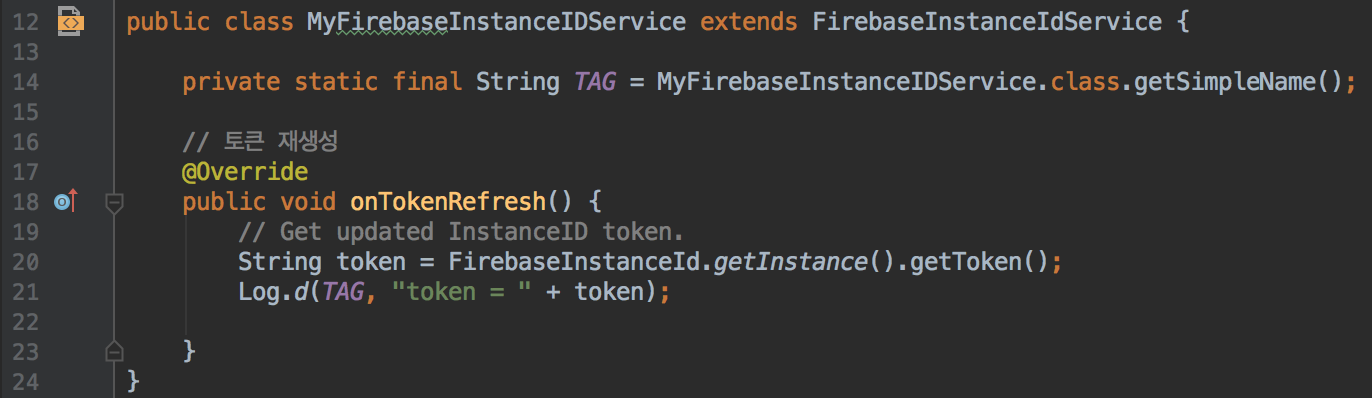 12 public class MyFirebaseInstanceIDService extends FirebaseInstanceIdService {
13
14 private static final String TAG = MyFirebaseInstanceIDService.class.getSimpleName();
15
16 // 토큰 재생성
17 @Override
18 public void onTokenRefresh() {
19 // Get updated InstanceID token.
20 String token = FirebaseInstanceId.getInstance().getToken();
21 Log.d(TAG, "token = " + token);
22
23 }
24 }